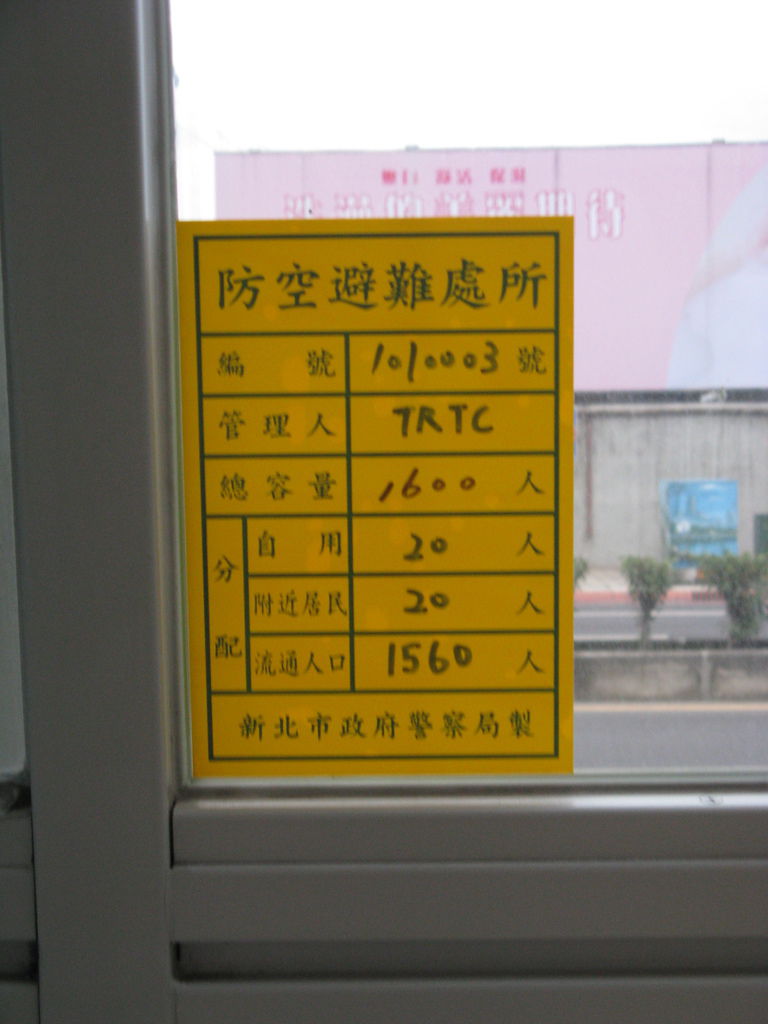 防空避難處所
編號 1010003 號
管理人 TRTC
總容量 1600 人
分配
自用 20 人
附近居民 20 人
流通人口 1560 人
新北市政府警察局製